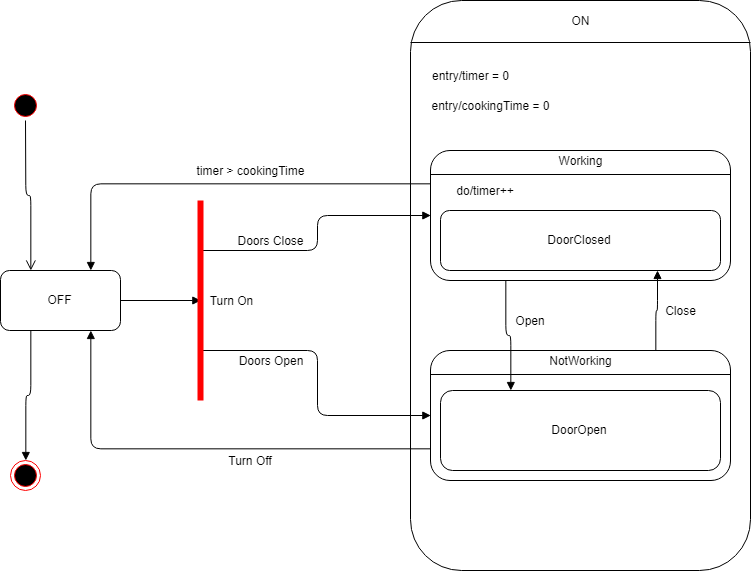 ON
entry/timer = 0
entry/cookingTime = 0
Working
timer > cookingTime
do/timer++
Doors Close
DoorClosed
OFF
Turn On
Open
Close
Doors Open
NotWorking
DoorOpen
Turn Off